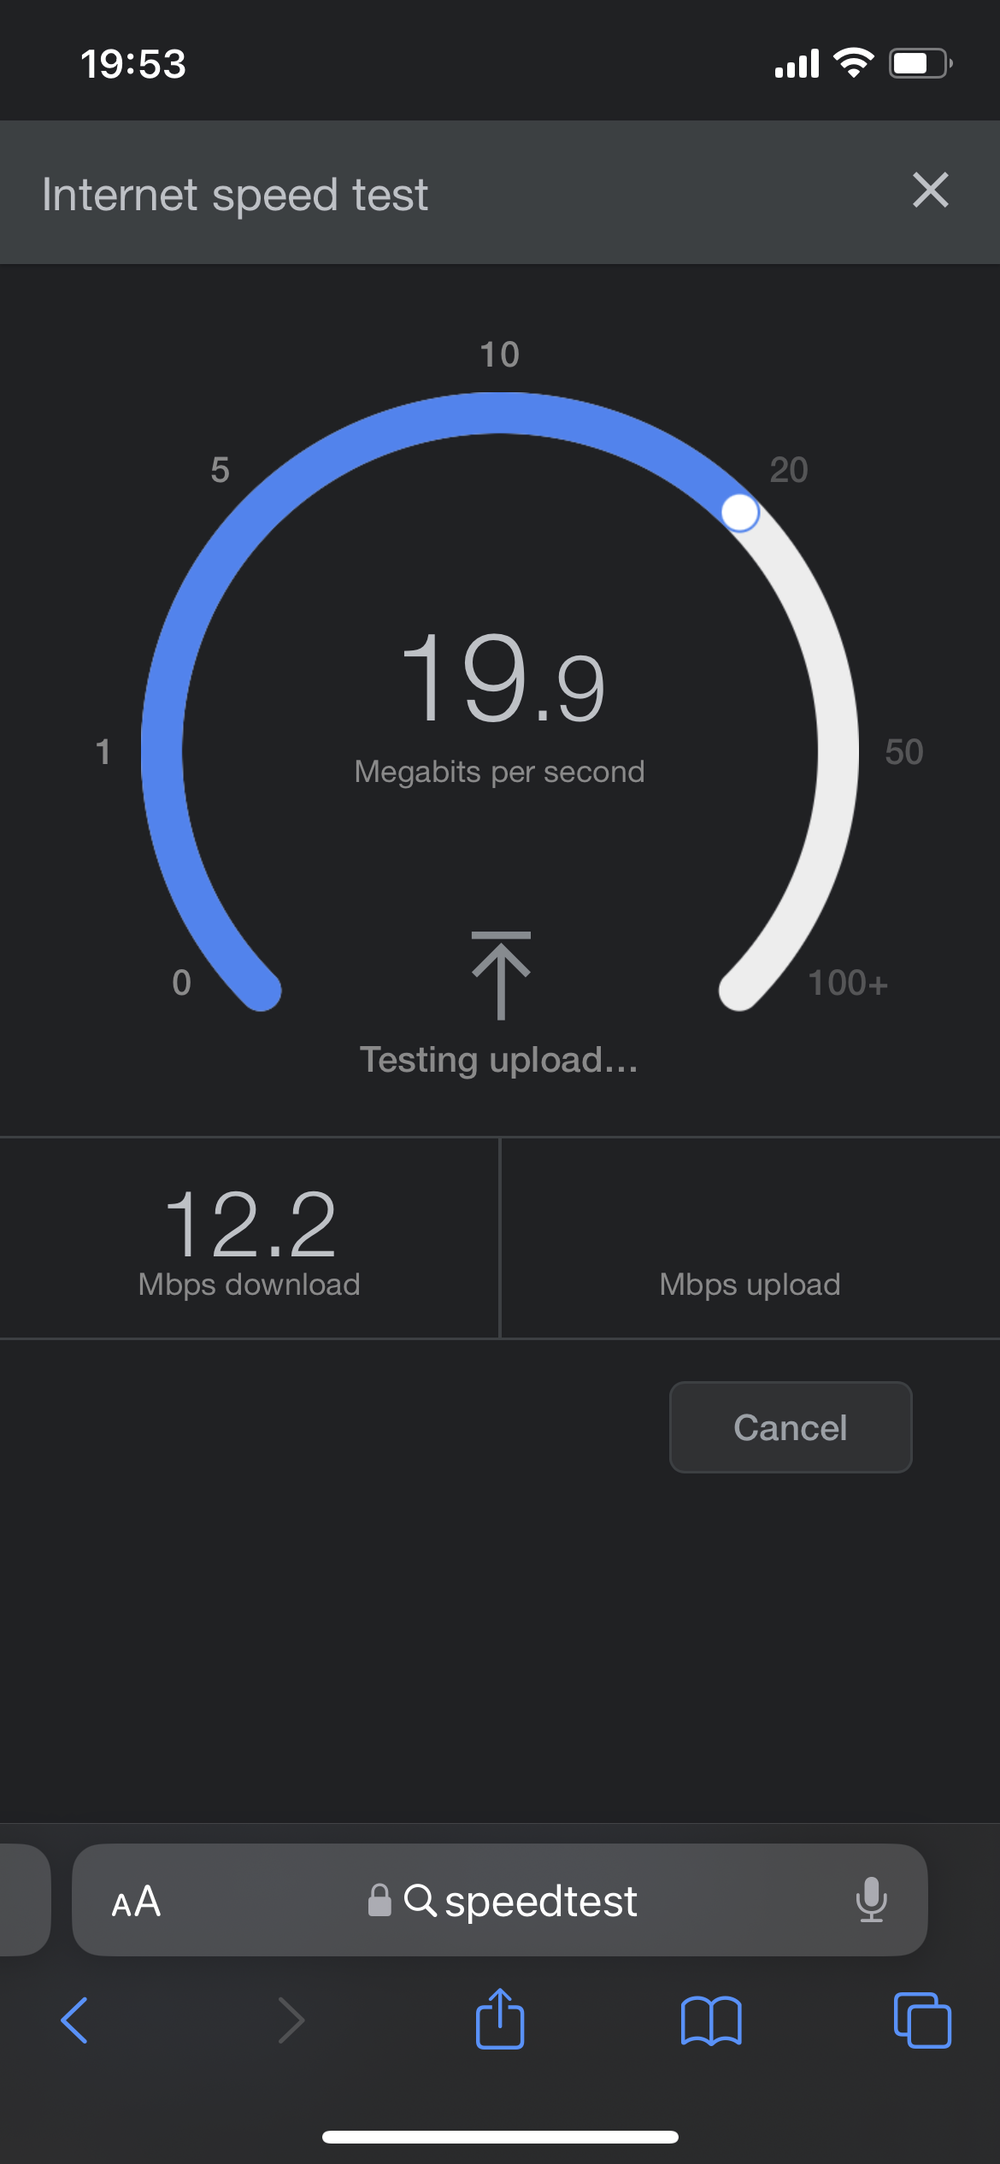 19:53
Internet speed test
10
5
20
19.9
Megabits per second
1
50
0
100+
Testing upload...
12.2
Mbps download
Mbps upload
Cancel
AA
speedtest